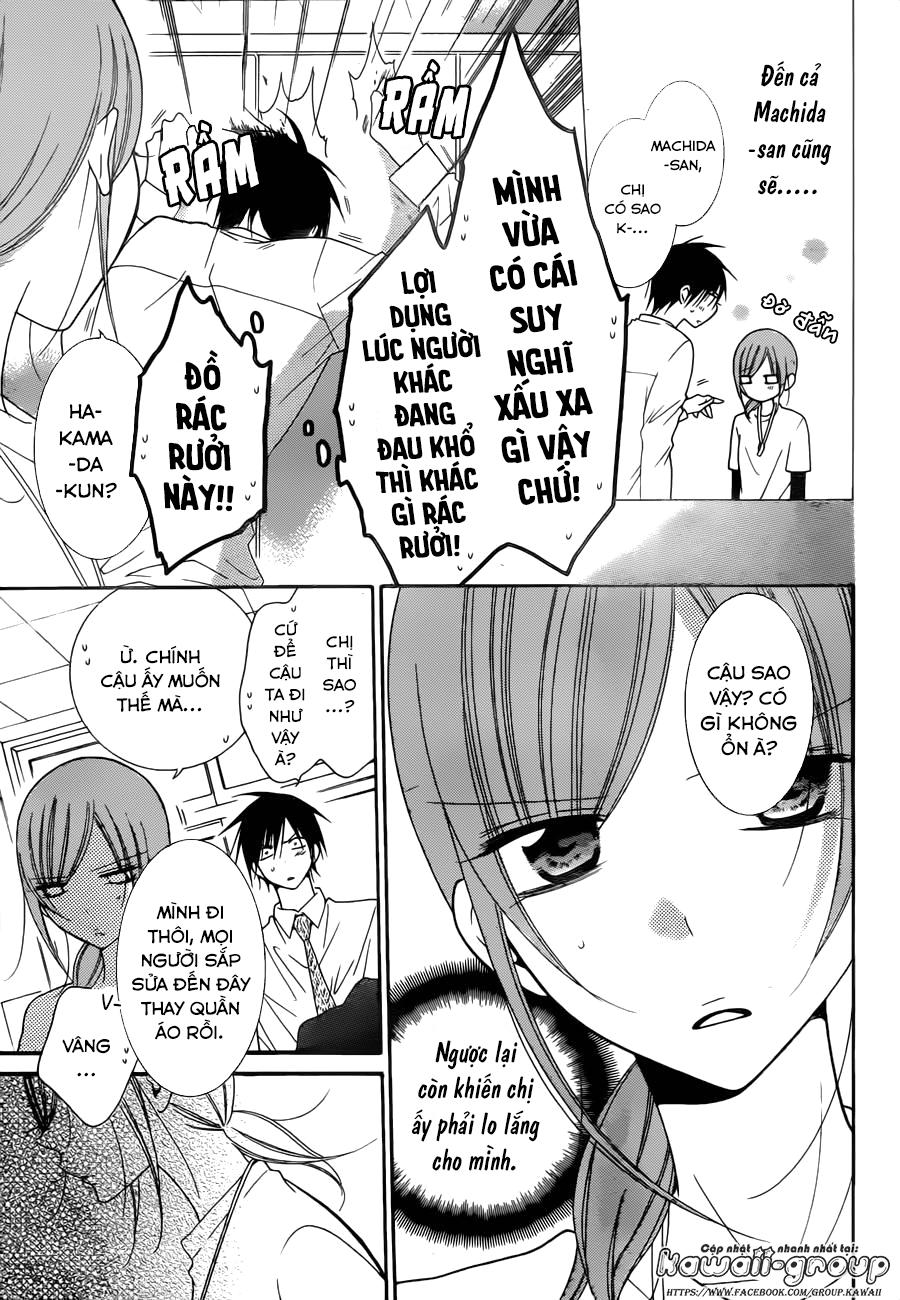 Đến cả
Machida
-san cũng
sẽ.....
MACHIDA
-SAN,
CHỊ
CÓ SAO
K-...
ĐỜ ĐẪN
MÌNH
VỪA
CÓ CÁI
SUY
NGHĨ
XẤU XA
GÌ VẬY
CHỨ!
LỢI
DỤNG
LÚC NGƯỜI
KHÁC
ĐANG
ĐAU KHỔ
THÌ KHÁC
GÌ RÁC
RƯỞI!
RẦM
RẦM
ĐỒ
RÁC
RƯỞI
NÀY!!
HA-
KAMA
-DA
-KUN?
CẬU SAO
VẬY? CÓ
GÌ KHÔNG
ỔN À?
Ngược lại
còn khiến chị
ấy phải lo lắng
cho mình.
CHỊ
THÌ
SAO
...?
CỨ
ĐỂ
CẬU
TA ĐI
NHƯ
VẬY
À?
Ừ. CHÍNH
CẬU ẤY MUỐN
THẾ MÀ...
MÌNH ĐI
THÔI, MỌI
NGƯỜI SẮP
SỬA ĐẾN ĐÂY
THAY QUẦN
ÁO RỒI.
V-
VÂNG
...
Cập nhật nhanh nhất tại:
kawaii-group
HTTPS://WWW.FACEBOOK.COM/GROUP.KAWAII